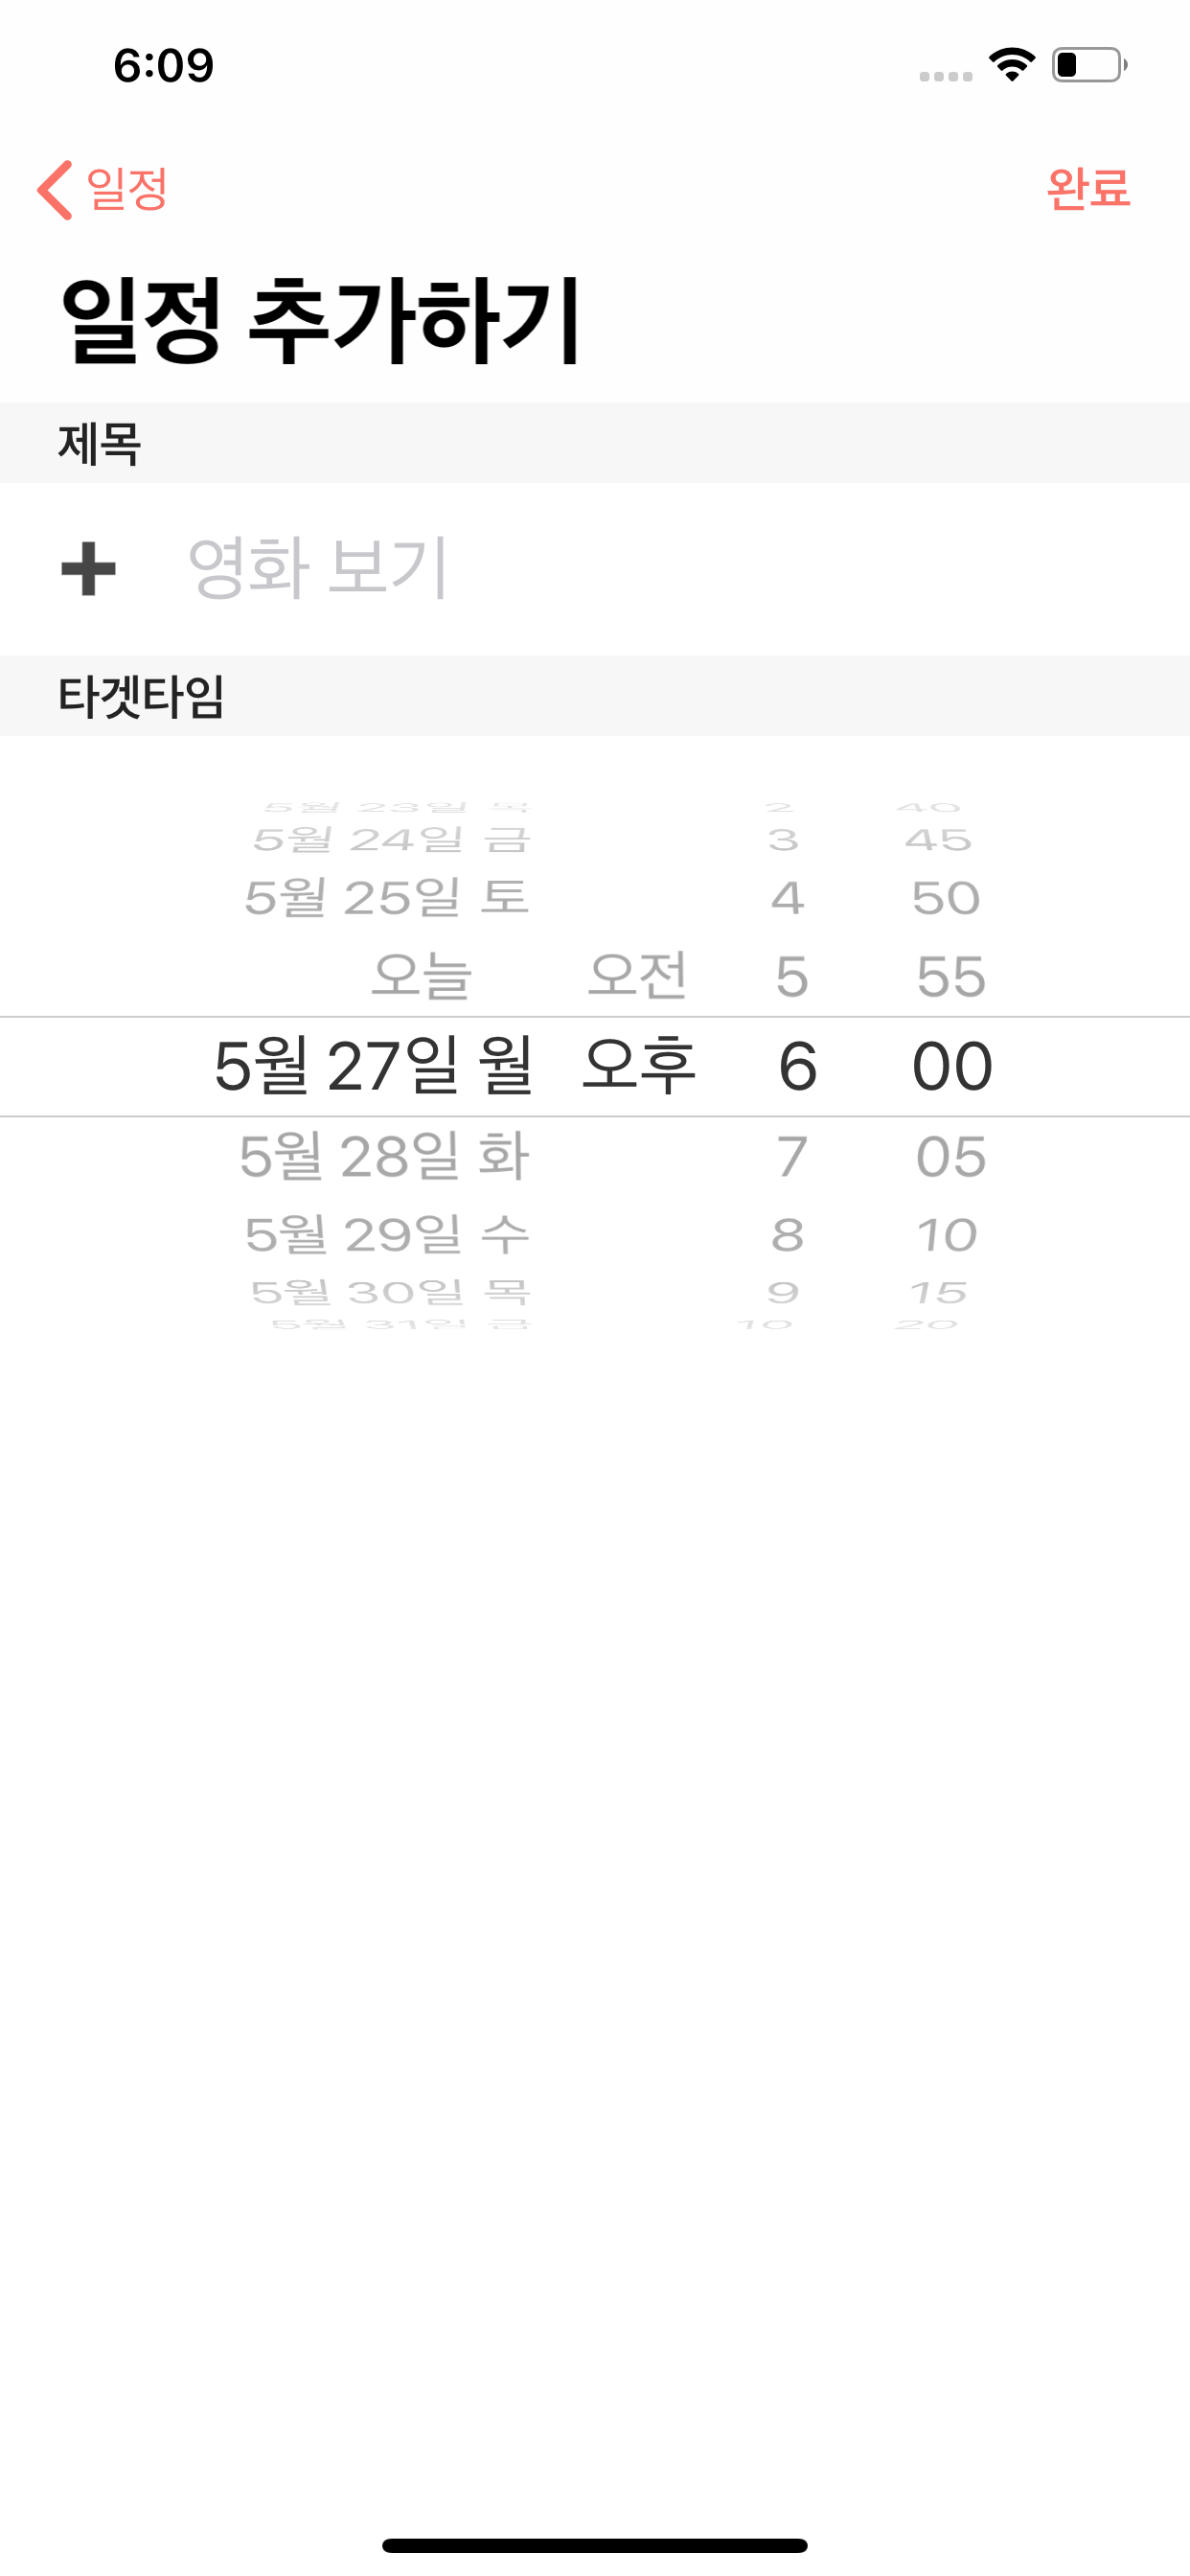 6:09
일정 완료
일정 추가하기
제목
영화 보기
타겟타임
5월 23일 목 2 40
5월 24일 금 3 45
5월 25일 토 4 50
오늘 오전 5 55
5월 27일 월 오후 6 00
5월 28일 화 7 05
5월 29일 수 8 10
5월 30일 목 9 15
5월 31일 금 10 20